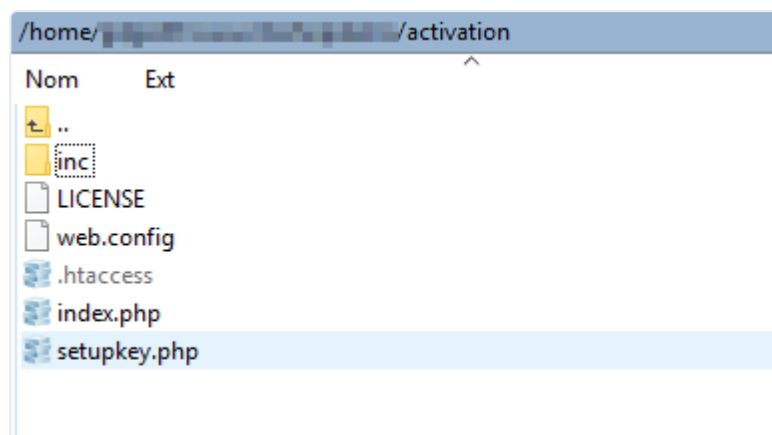 /home/ /activation
Nom Ext
..
inc
LICENSE
web.config
.htaccess
index.php
setupkey.php